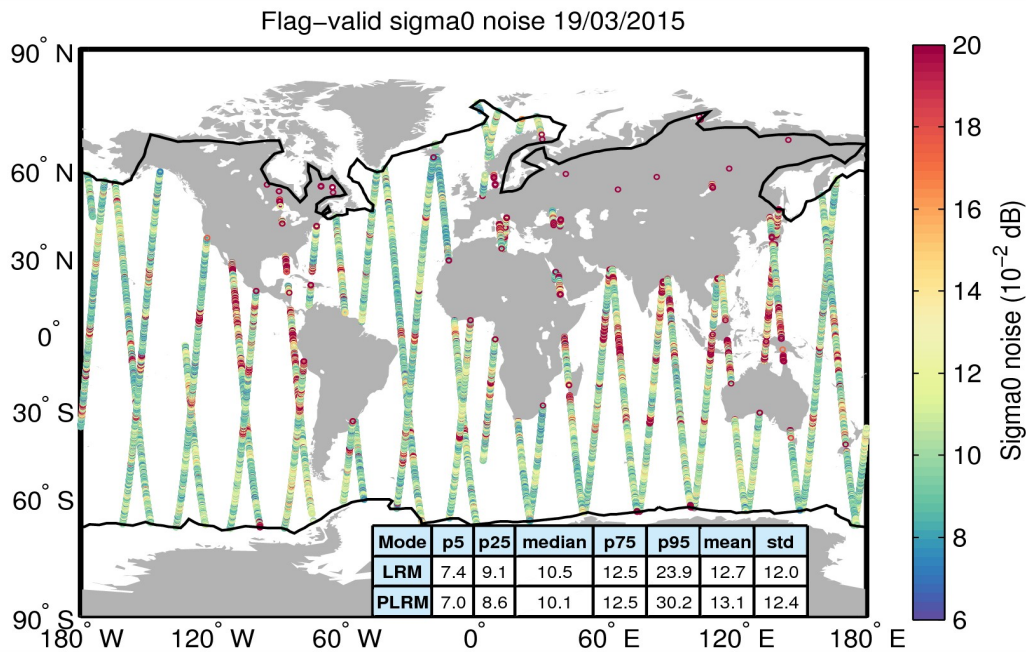 Flag−valid sigma0 noise 19/03/2015
90° N
60° N
30° N
0°
30° S
60° S
90° S
180° W
120° W
60° W
0°
60° E
120° E
180° E
Mode p5 p25 median p75 p95 mean std
LRM 7.4 9.1 10.5 12.5 23.9 12.7 12.0
PLRM 7.0 8.6 10.1 12.5 30.2 13.1 12.4
20
18
16
14
12
10
8
6
Sigma0 noise (10⁻² dB)